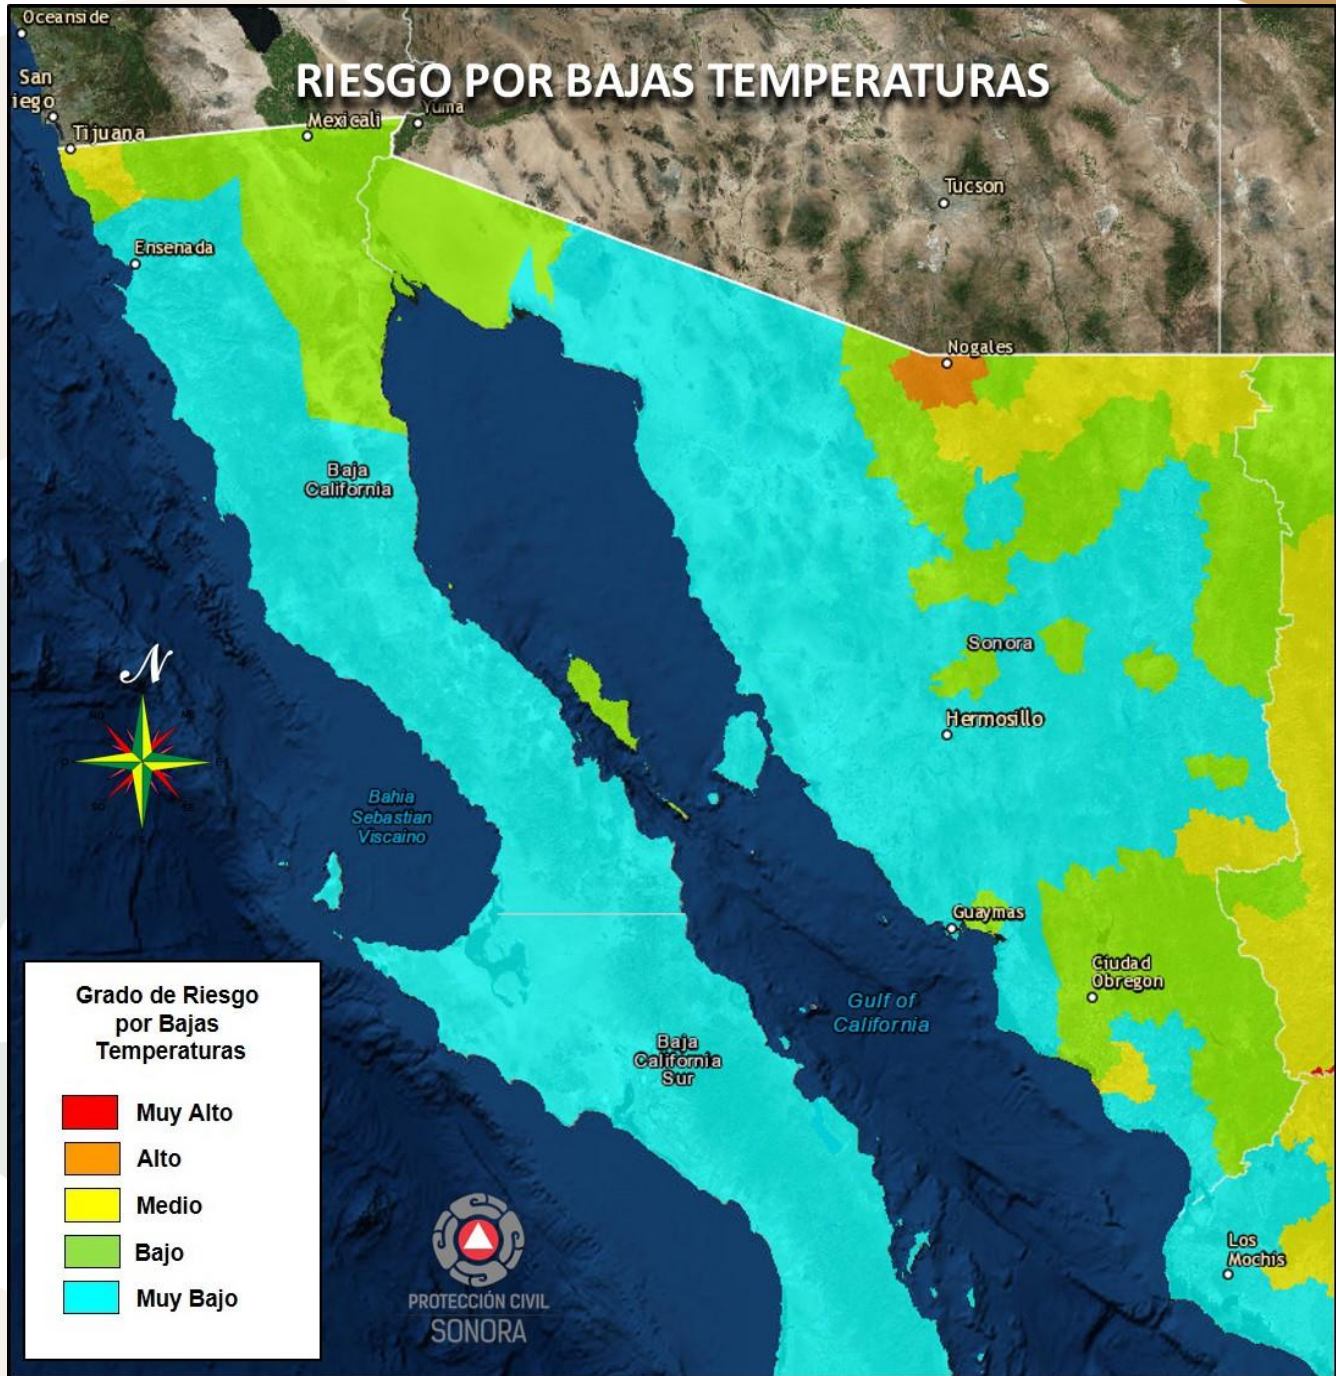 Oceanside
San
iego
RIESGO POR BAJAS TEMPERATURAS
Yuma
Mexicali
Tijuana
Tucson
Ensenada
Nogales
Baja
California
Sonora
N
Hermosillo
Bahia
Sebastian
Viscaino
Guaymas
Ciudad
Obregon
Gulf of
California
Baja
California
Sur
Grado de Riesgo
por Bajas
Temperaturas
Muy Alto
Alto
Medio
Bajo
Muy Bajo
PROTECCIÓN CIVIL
SONORA
Los
Mochis